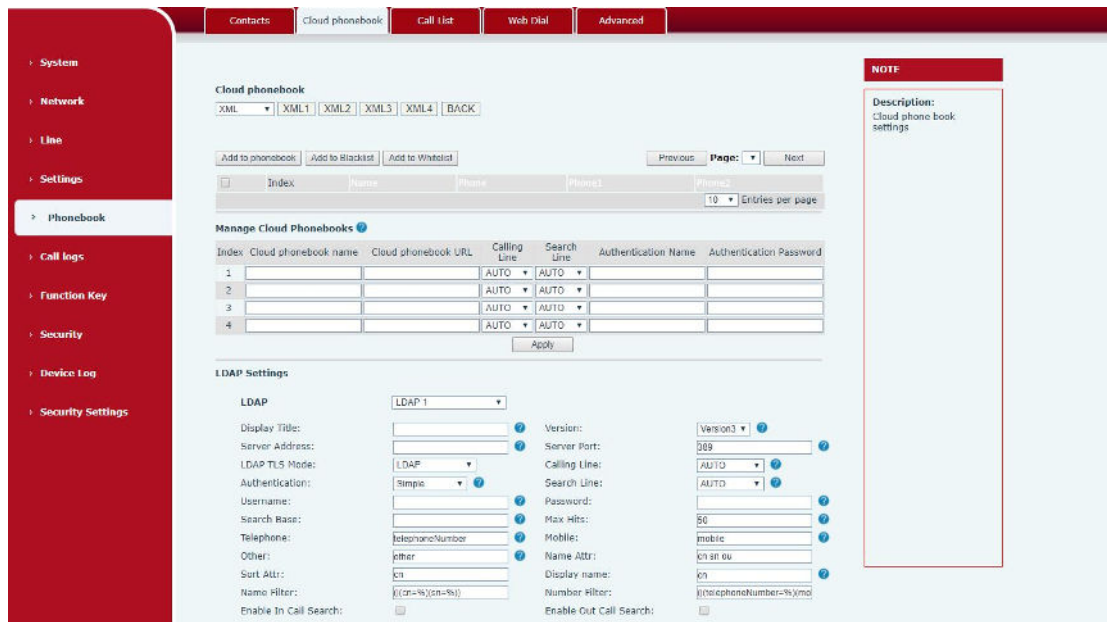 Contacts Cloud phonebook Call List Web Dial Advanced
System
Network
Line
Settings
Phonebook
Call logs
Function Key
Security
Device Log
Security Settings
Cloud phonebook
XML XML1 XML2 XML3 XML4 BACK
Add to phonebook Add to Blacklist Add to Whitelist Previous Page: Next
Index Name Phone Phone1 Phone2
10 Entries per page
Manage Cloud Phonebooks
Index Cloud phonebook name Cloud phonebook URL Calling Line Search Line Authentication Name Authentication Password
1 AUTO AUTO
2 AUTO AUTO
3 AUTO AUTO
4 AUTO AUTO
Apply
LDAP Settings
LDAP LDAP 1
Display Title: Version: Version3
Server Address: Server Port: 389
LDAP TLS Mode: LDAP Calling Line: AUTO
Authentication: Simple Search Line: AUTO
Username: Password:
Search Base: Max Hits: 50
Telephone: telephoneNumber Mobile: mobile
Other: other Name Attr: cn sn ou
Sort Attr: cn Display name: cn
Name Filter: (|(cn=%)(sn=%)) Number Filter: (|(telephoneNumber=%)(mol
Enable In Call Search: Enable Out Call Search:
NOTE
Description:
Cloud phone book
settings